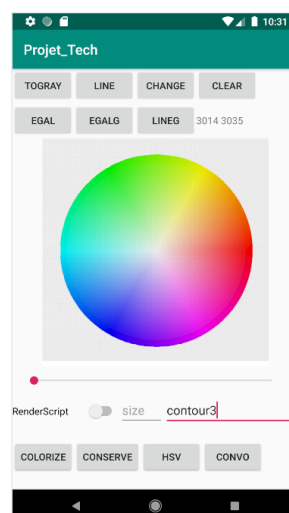 10:31
Projet_Tech
TOGRAY LINE CHANGE CLEAR
EGAL EGALG LINEG 3014 3035
RenderScript size contour3
COLORIZE CONSERVE HSV CONVO